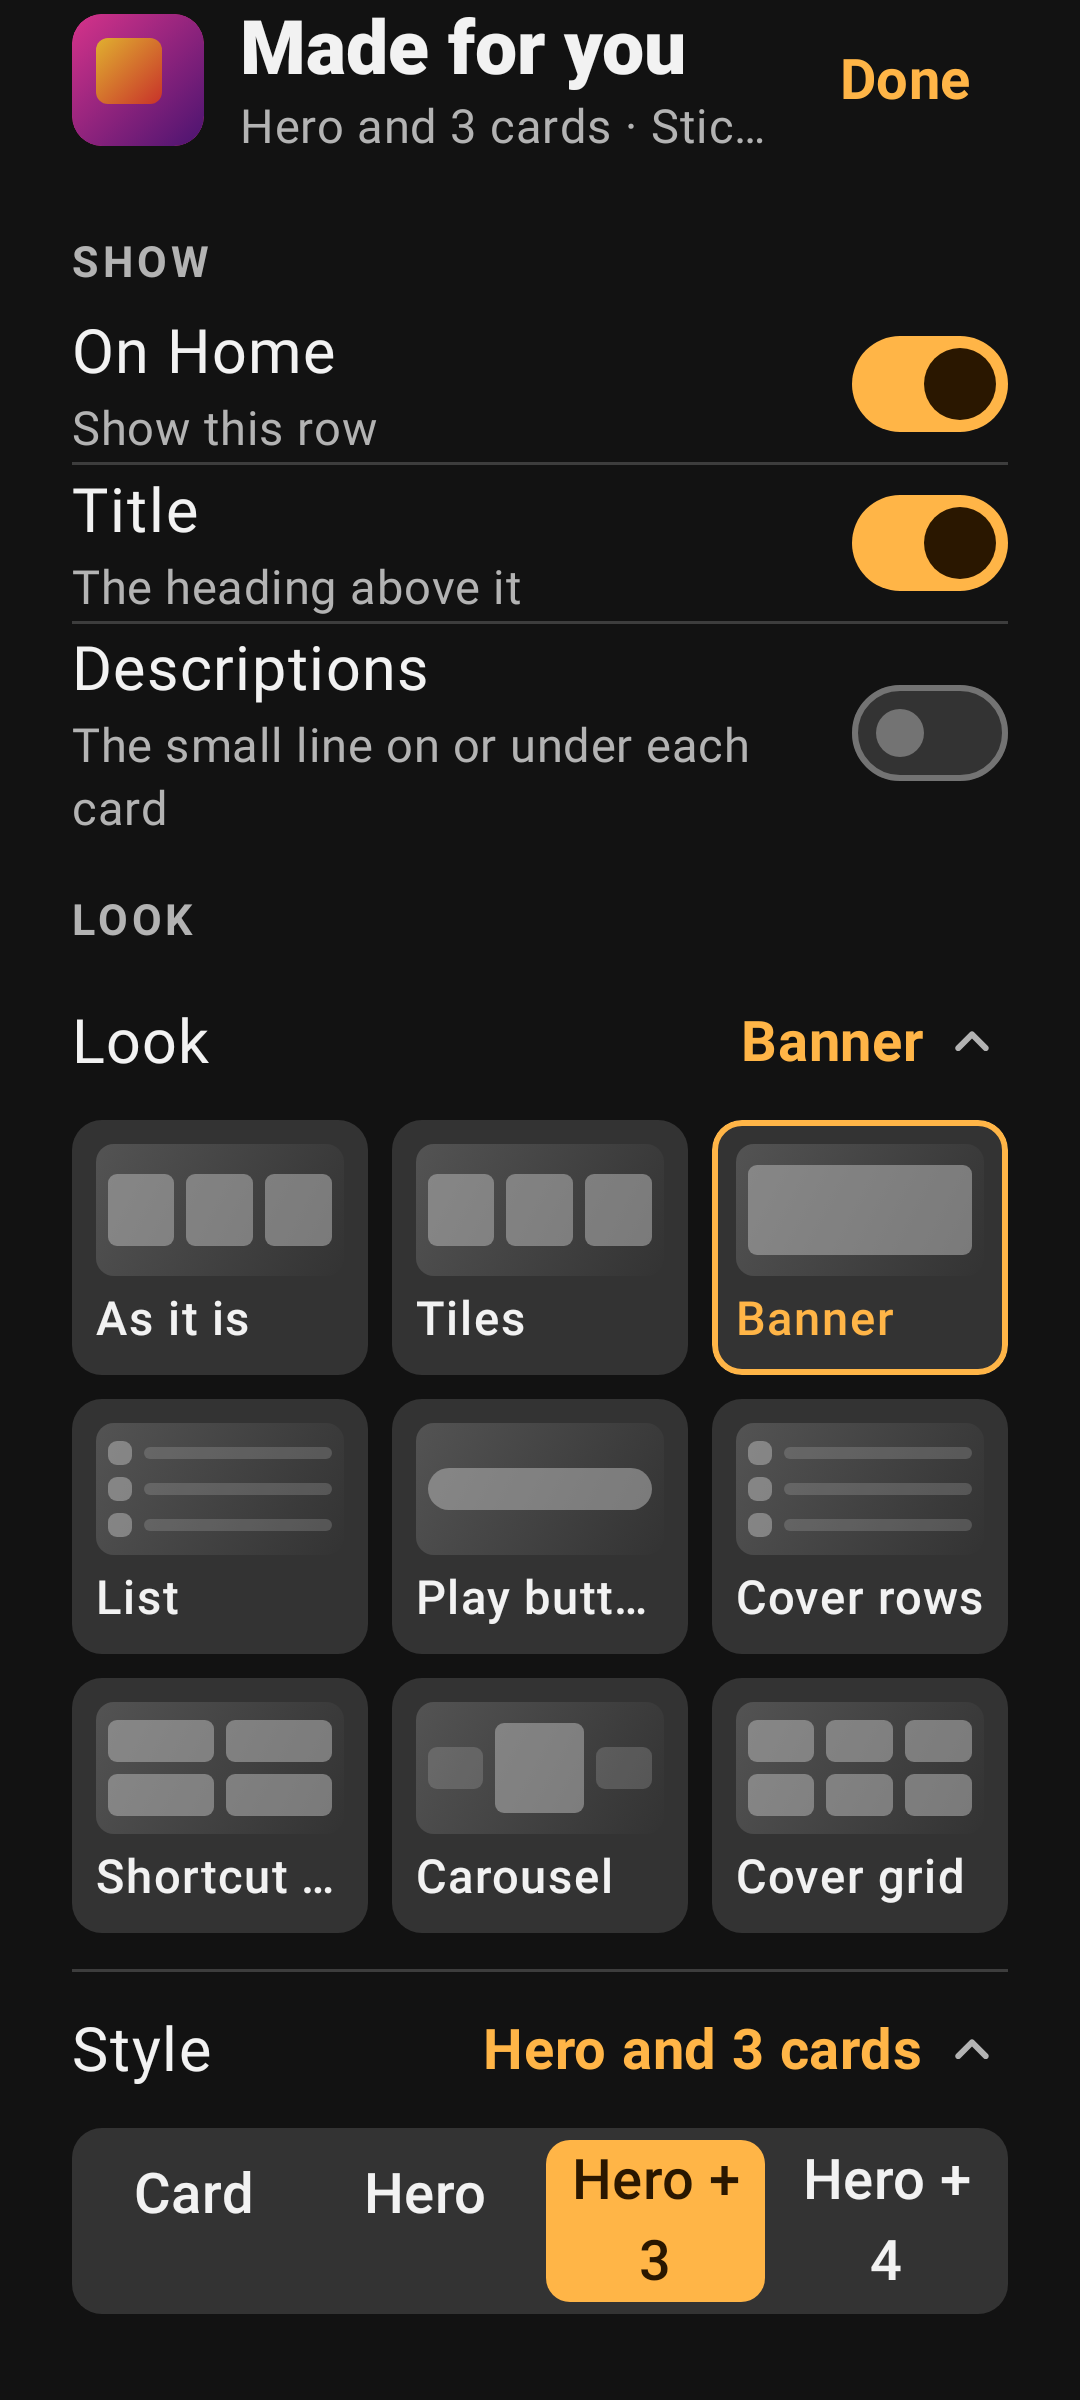 Made for you
Done
Hero and 3 cards · Stic…
SHOW
On Home
Show this row
Title
The heading above it
Descriptions
The small line on or under each
card
LOOK
Look
Banner
As it is
Tiles
Banner
List
Play butt…
Cover rows
Shortcut …
Carousel
Cover grid
Style
Hero and 3 cards
Card
Hero
Hero +
3
Hero +
4